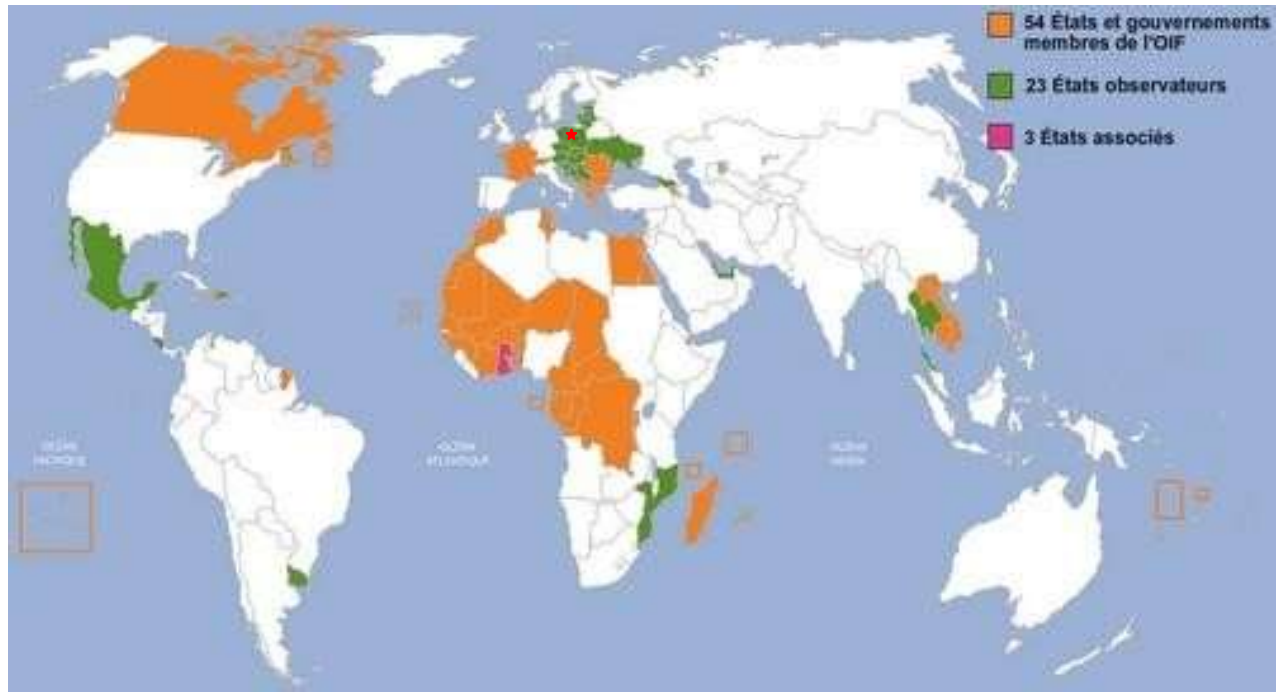 54 États et gouvernements
membres de l'OIF
23 États observateurs
3 États associés